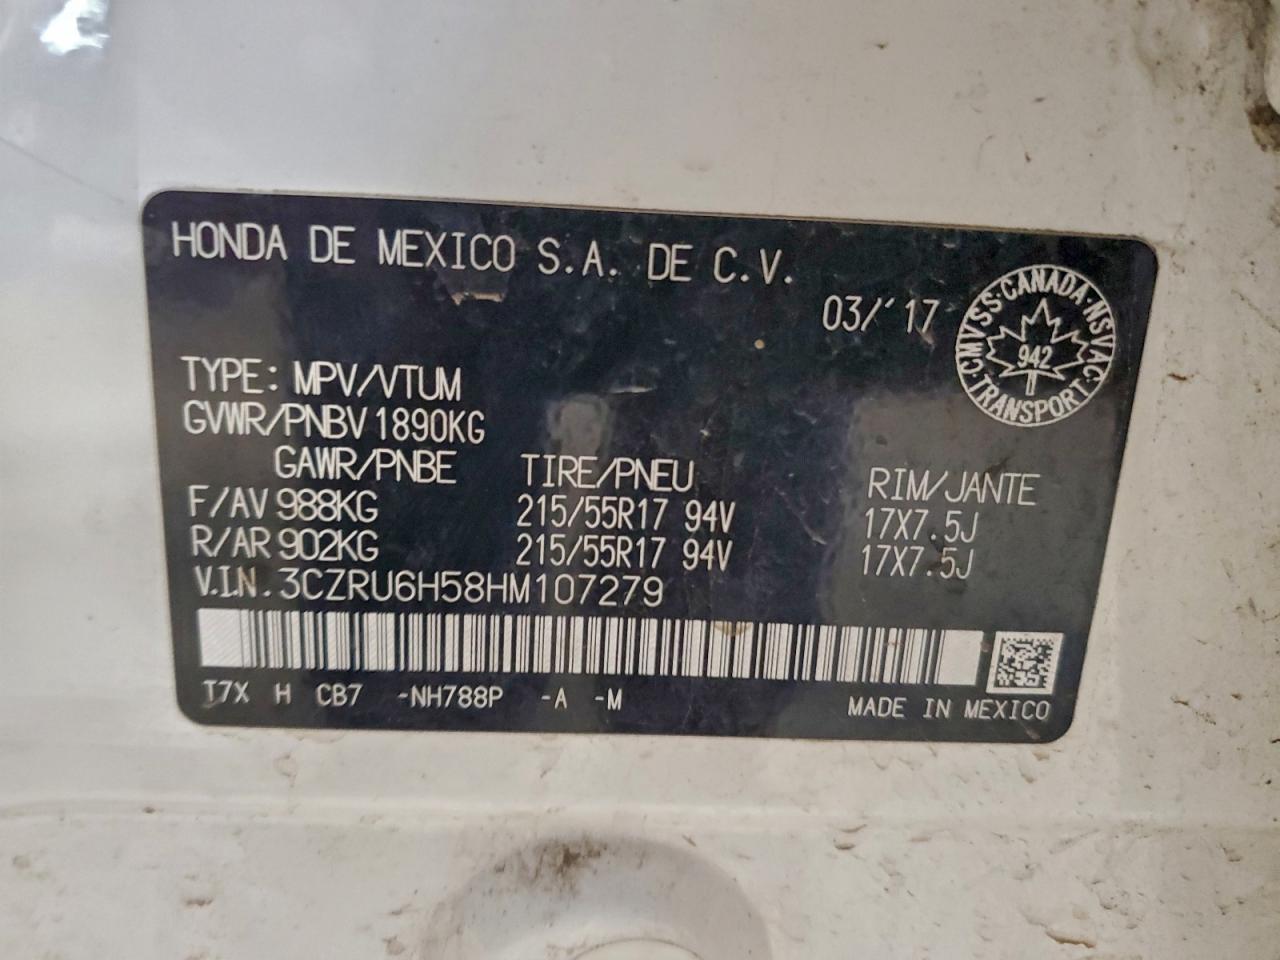 HONDA DE MEXICO S.A. DE C.V.
03/'17
CMVSS·CANADA·NSVAC·TRANSPORT·
942
TYPE: MPV/VTUM
GVWR/PNBV 1890KG
GAWR/PNBE TIRE/PNEU RIM/JANTE
F/AV 988KG 215/55R17 94V 17X7.5J
R/AR 902KG 215/55R17 94V 17X7.5J
V.I.N. 3CZRU6H58HM107279
T7X H CB7 -NH788P -A -M MADE IN MEXICO